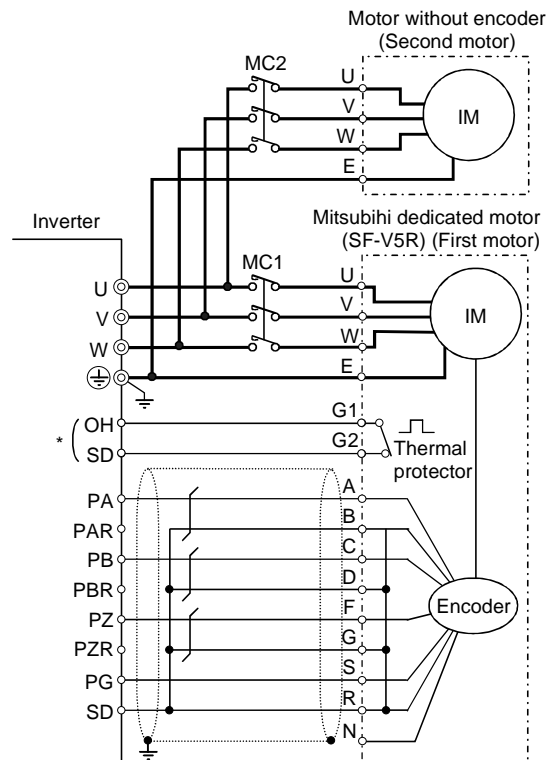 Motor without encoder
(Second motor)
MC2
U
V
W
E
IM
Inverter
Mitsubihi dedicated motor
(SF-V5R) (First motor)
MC1
U
V
W
U
V
W
E
IM
* OH
SD
G1
G2
Thermal
protector
PA
PAR
PB
PBR
PZ
PZR
PG
SD
A
B
C
D
F
G
S
R
N
Encoder